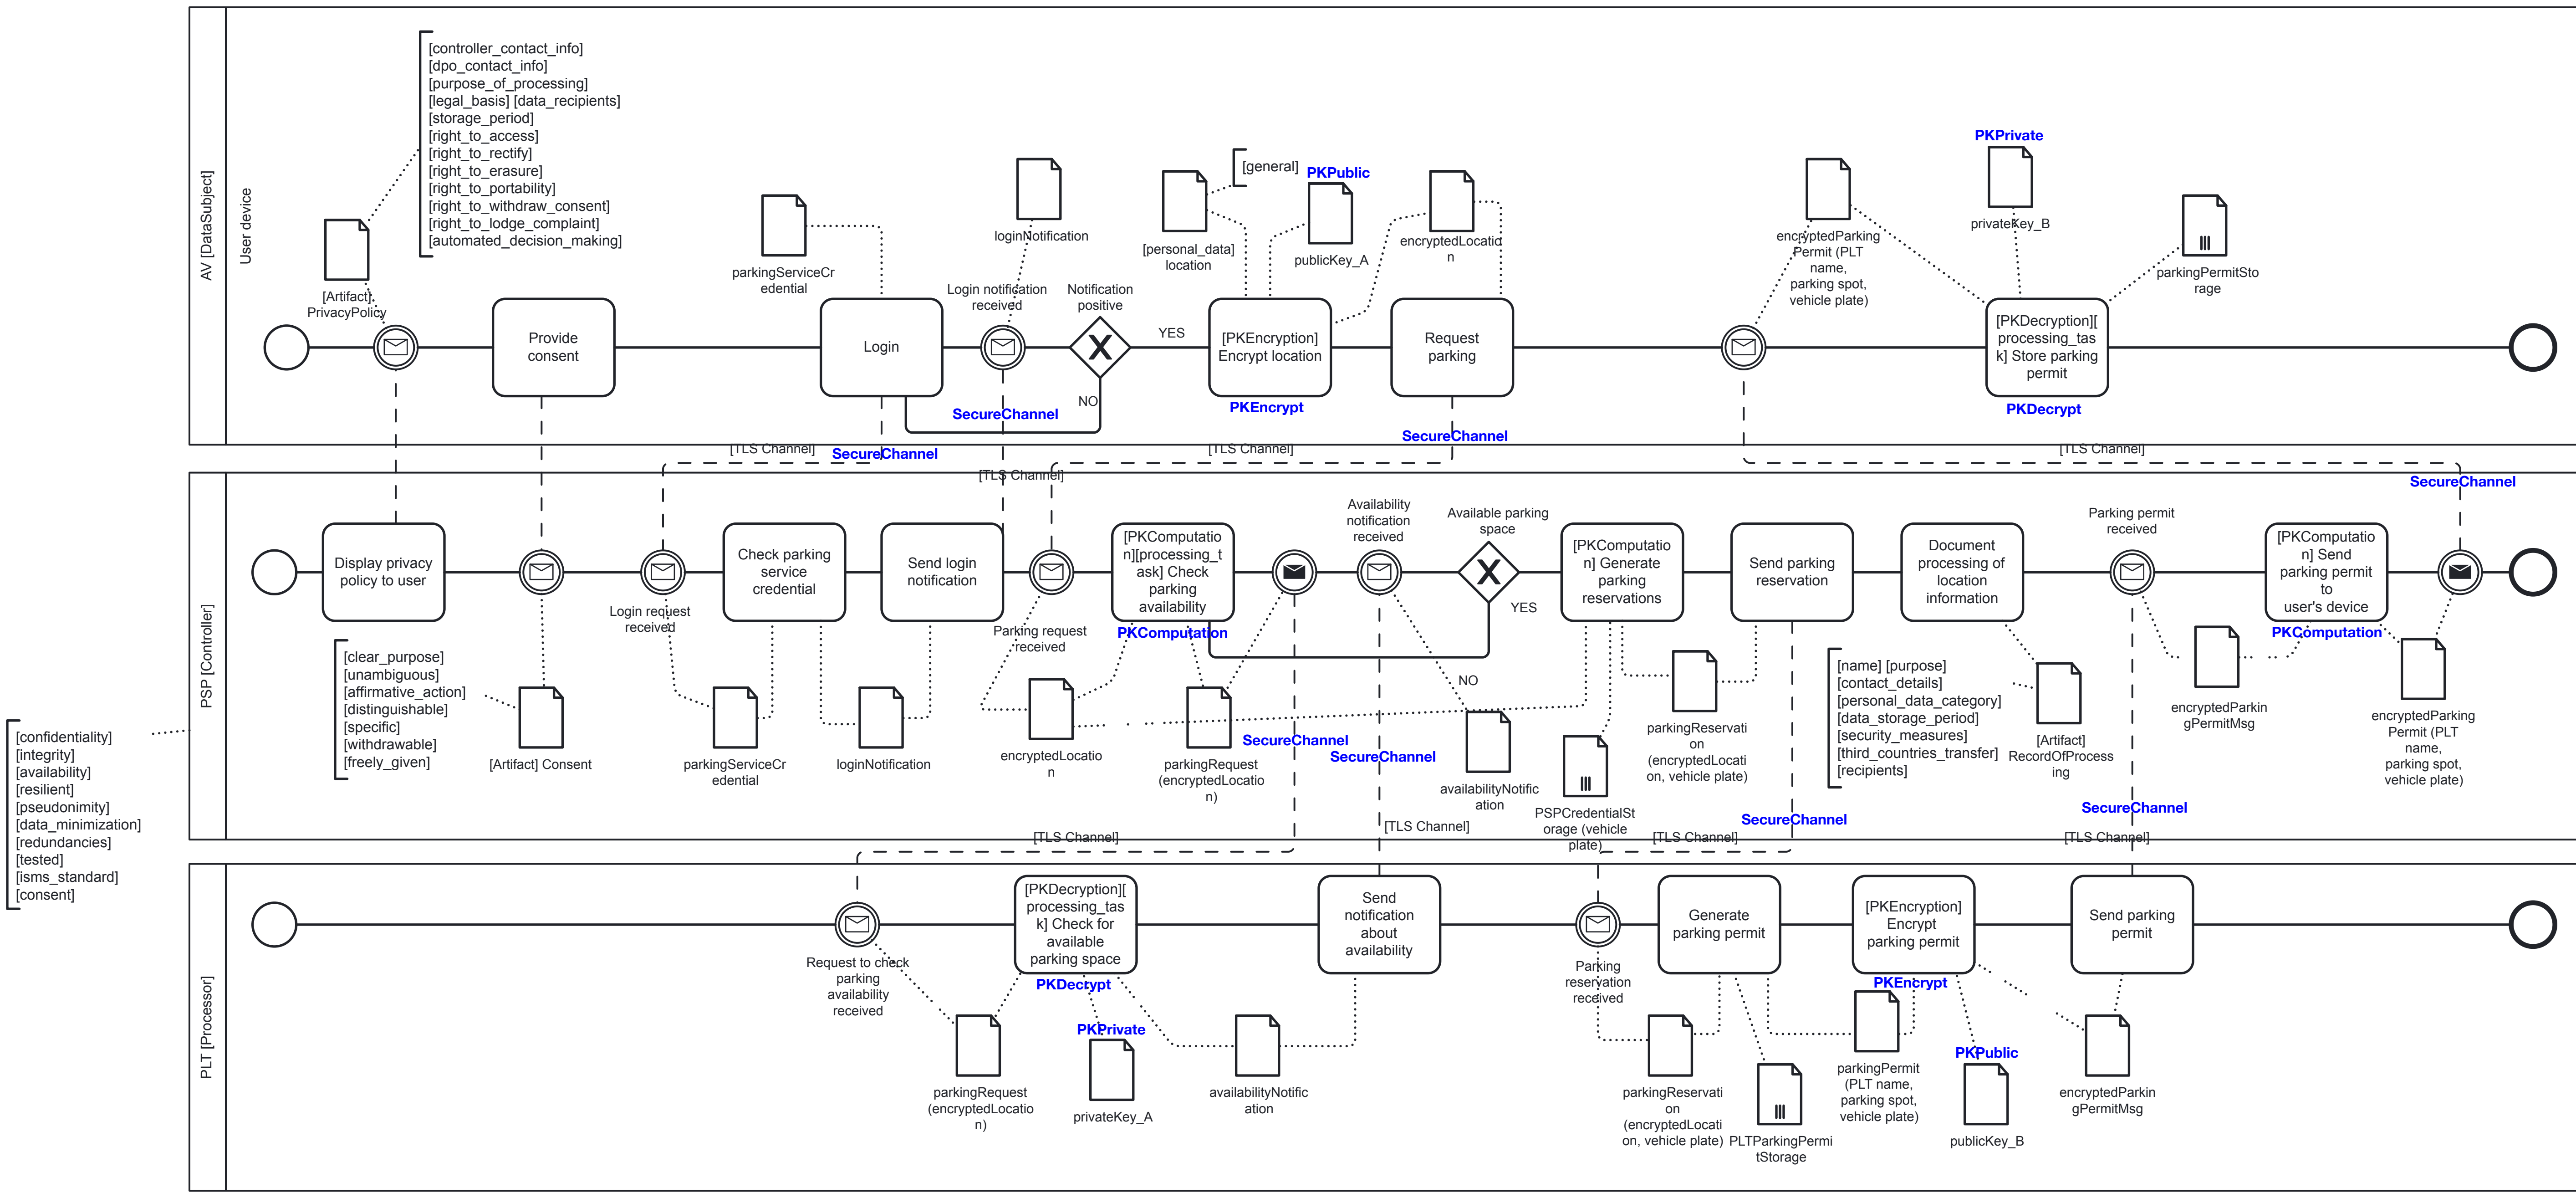 AV [DataSubject]
User device
[controller_contact_info]
[dpo_contact_info]
[purpose_of_processing]
[legal_basis] [data_recipients]
[storage_period]
[right_to_access]
[right_to_rectify]
[right_to_erasure]
[right_to_portability]
[right_to_withdraw_consent]
[right_to_lodge_complaint]
[automated_decision_making]
[Artifact]
PrivacyPolicy
Provide
consent
parkingServiceCr
edential
Login
loginNotification
Login notification
received
Notification
positive
YES
NO
[personal_data]
location
[general]
PKPublic
publicKey_A
encryptedLocatio
n
[PKEncryption]
Encrypt location
PKEncrypt
Request
parking
encryptedParking
Permit (PLT
name,
parking spot,
vehicle plate)
PKPrivate
privateKey_B
parkingPermitSto
rage
[PKDecryption][
processing_tas
k] Store parking
permit
PKDecrypt
SecureChannel
SecureChannel
[TLS Channel]
SecureChannel
[TLS Channel]
[TLS Channel]
[TLS Channel]
SecureChannel
PSP [Controller]
Display privacy
policy to user
Login request
received
Check parking
service
credential
Send login
notification
Parking request
received
[PKComputatio
n][processing_t
ask] Check
parking
availability
PKComputation
Availability
notification
received
Available parking
space
YES
NO
[PKComputatio
n] Generate
parking
reservations
Send parking
reservation
Document
processing of
location
information
Parking permit
received
[PKComputatio
n] Send
parking permit
to
user's device
PKComputation
[confidentiality]
[integrity]
[availability]
[resilient]
[pseudonimity]
[data_minimization]
[redundancies]
[tested]
[isms_standard]
[consent]
[clear_purpose]
[unambiguous]
[affirmative_action]
[distinguishable]
[specific]
[withdrawable]
[freely_given]
[Artifact] Consent
parkingServiceCr
edential
loginNotification
encryptedLocatio
n
parkingRequest
(encryptedLocatio
n)
SecureChannel
SecureChannel
availabilityNotific
ation
PSPCredentialSt
orage (vehicle
plate)
parkingReservati
on
(encryptedLocati
on, vehicle plate)
SecureChannel
[name] [purpose]
[contact_details]
[personal_data_category]
[data_storage_period]
[security_measures]
[third_countries_transfer]
[recipients]
[Artifact]
RecordOfProcess
ing
encryptedParkin
gPermitMsg
SecureChannel
encryptedParking
Permit (PLT
name,
parking spot,
vehicle plate)
[TLS Channel]
[TLS Channel]
[TLS Channel]
[TLS Channel]
PLT [Processor]
Request to check
parking
availability
received
[PKDecryption][
processing_tas
k] Check for
available
parking space
PKDecrypt
Send
notification
about
availability
Parking
reservation
received
Generate
parking permit
[PKEncryption]
Encrypt
parking permit
PKEncrypt
Send parking
permit
parkingRequest
(encryptedLocatio
n)
PKPrivate
privateKey_A
availabilityNotific
ation
parkingReservati
on
(encryptedLocati
on, vehicle plate)
PLTParkingPermi
tStorage
parkingPermit
(PLT name,
parking spot,
vehicle plate)
PKPublic
publicKey_B
encryptedParkin
gPermitMsg